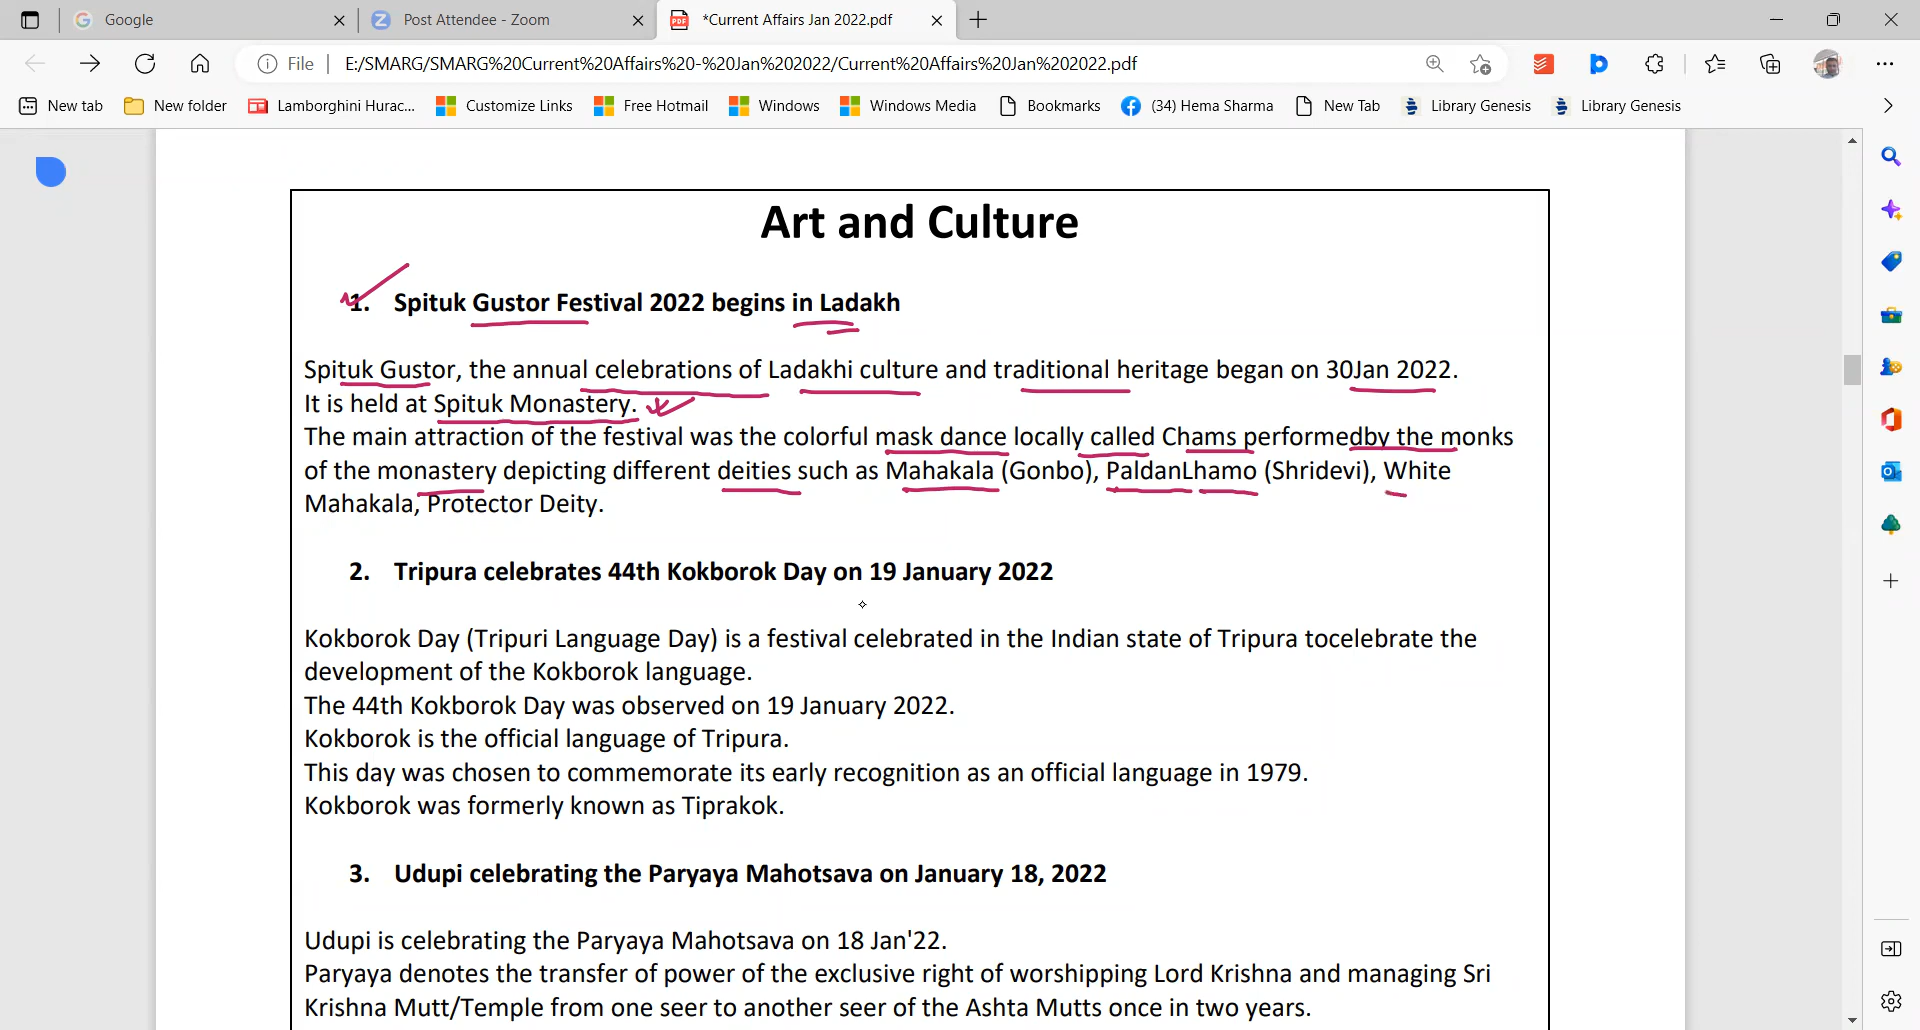 Google
Post Attendee - Zoom
*Current Affairs Jan 2022.pdf
File
E:/SMARG/SMARG%20Current%20Affairs%20-%20Jan%202022/Current%20Affairs%20Jan%202022.pdf
New tab
New folder
Lamborghini Hurac...
Customize Links
Free Hotmail
Windows
Windows Media
Bookmarks
(34) Hema Sharma
New Tab
Library Genesis
Library Genesis
Art and Culture
1. Spituk Gustor Festival 2022 begins in Ladakh
Spituk Gustor, the annual celebrations of Ladakhi culture and traditional heritage began on 30Jan 2022.
It is held at Spituk Monastery.
The main attraction of the festival was the colorful mask dance locally called Chams performedby the monks
of the monastery depicting different deities such as Mahakala (Gonbo), PaldanLhamo (Shridevi), White
Mahakala, Protector Deity.
2. Tripura celebrates 44th Kokborok Day on 19 January 2022
Kokborok Day (Tripuri Language Day) is a festival celebrated in the Indian state of Tripura tocelebrate the
development of the Kokborok language.
The 44th Kokborok Day was observed on 19 January 2022.
Kokborok is the official language of Tripura.
This day was chosen to commemorate its early recognition as an official language in 1979.
Kokborok was formerly known as Tiprakok.
3. Udupi celebrating the Paryaya Mahotsava on January 18, 2022
Udupi is celebrating the Paryaya Mahotsava on 18 Jan'22.
Paryaya denotes the transfer of power of the exclusive right of worshipping Lord Krishna and managing Sri
Krishna Mutt/Temple from one seer to another seer of the Ashta Mutts once in two years.